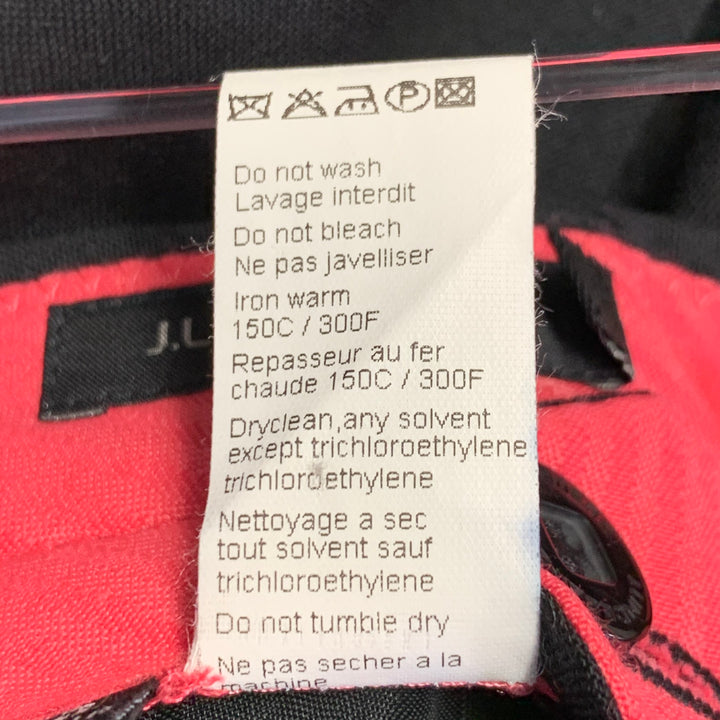 P
Do not wash
Lavage interdit
Do not bleach
Ne pas javelliser
Iron warm
150C / 300F
Repasseur au fer
chaude 150C / 300F
Dryclean,any solvent
except trichloroethylene
trichloroethylene
Nettoyage a sec
tout solvent sauf
trichloroethylene
Do not tumble dry
Ne pas secher a la
machine
J.L